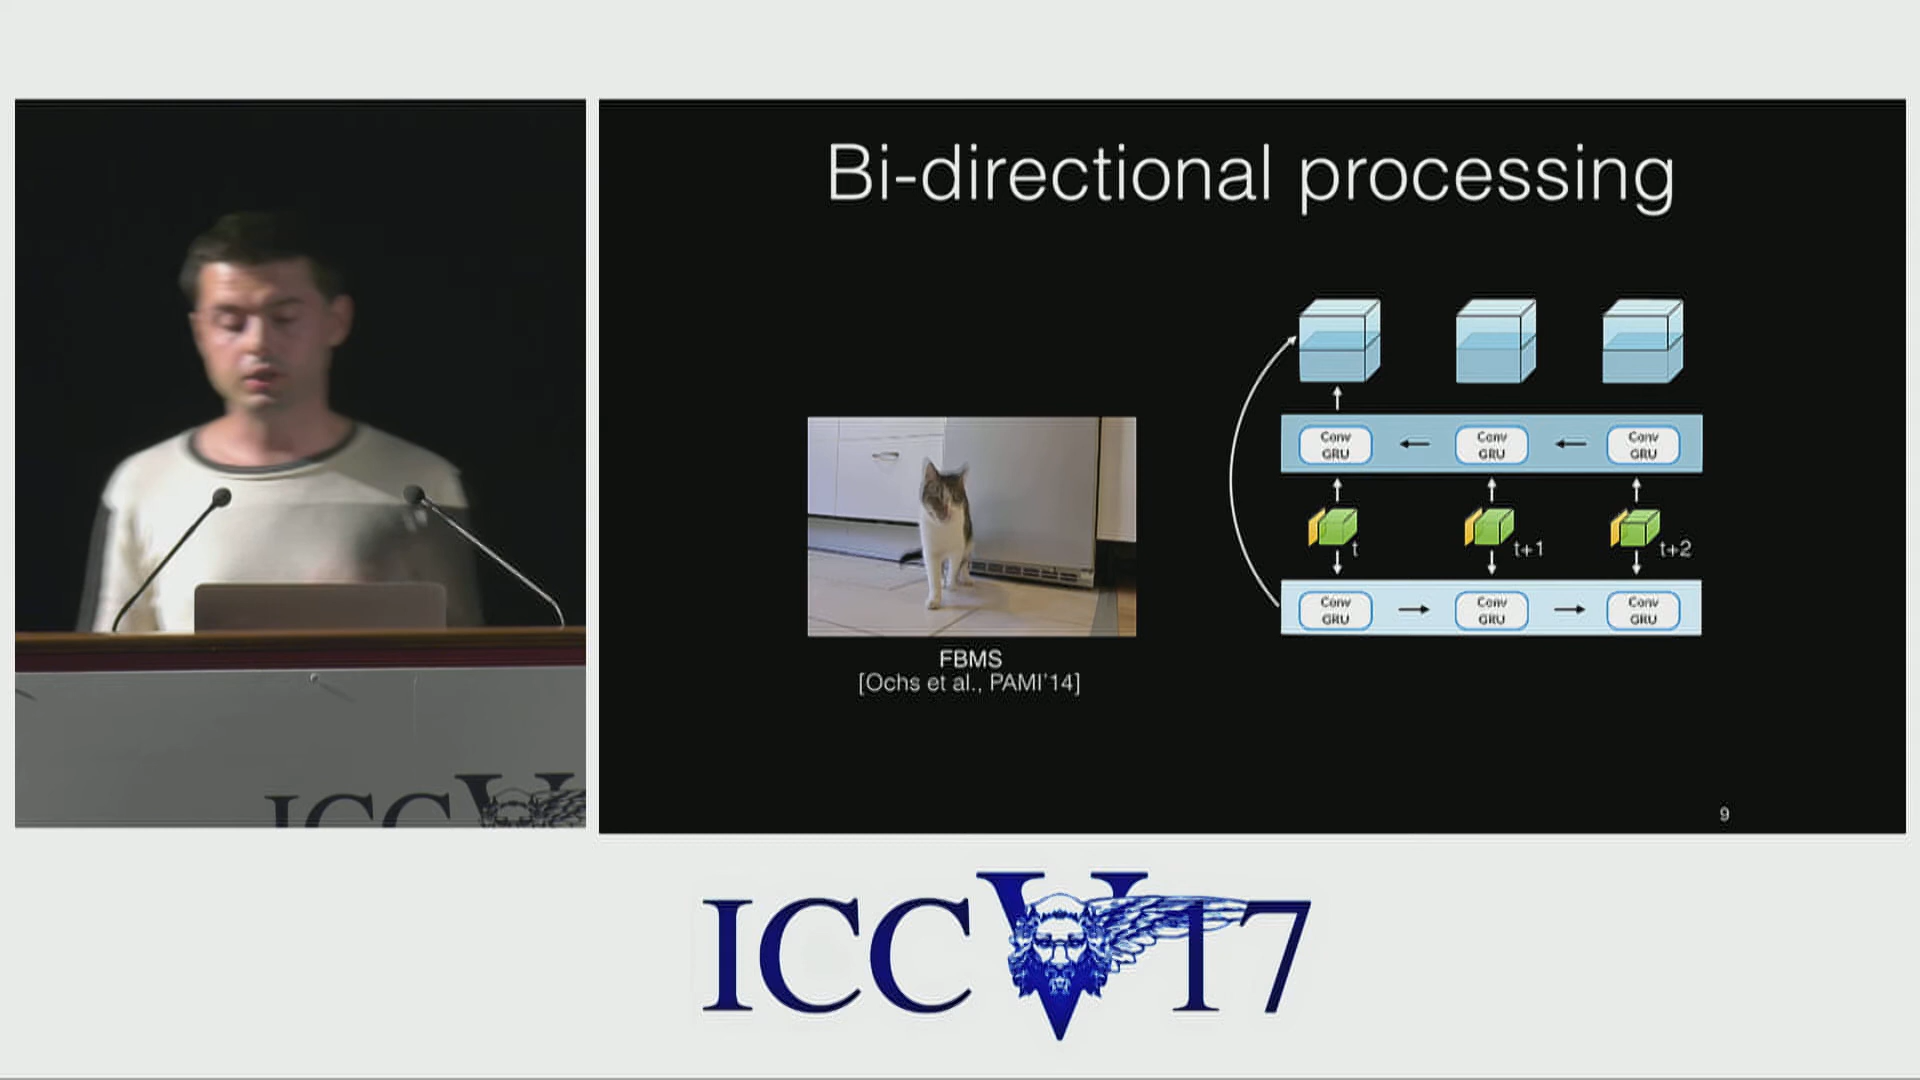 Bi-directional processing
Conv GRU
Conv GRU
Conv GRU
t
t+1
t+2
Conv GRU
Conv GRU
Conv GRU
FBMS
[Ochs et al., PAMI'14]
9
ICC
ICCV17